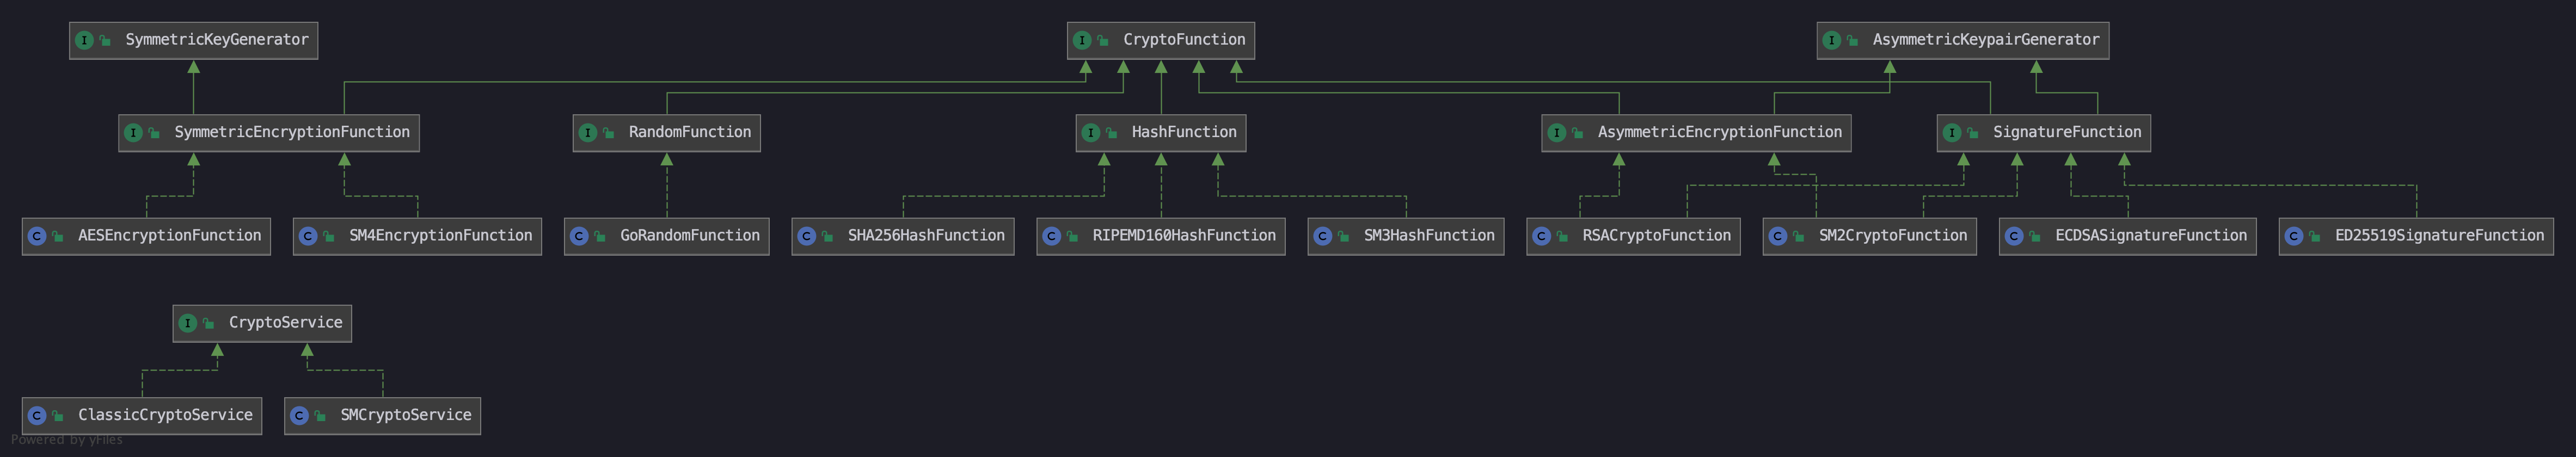 SymmetricKeyGenerator
CryptoFunction
AsymmetricKeypairGenerator
SymmetricEncryptionFunction
RandomFunction
HashFunction
AsymmetricEncryptionFunction
SignatureFunction
AESEncryptionFunction
SM4EncryptionFunction
GoRandomFunction
SHA256HashFunction
RIPEMD160HashFunction
SM3HashFunction
RSACryptoFunction
SM2CryptoFunction
ECDSASignatureFunction
ED25519SignatureFunction
CryptoService
ClassicCryptoService
SMCryptoService
Powered by yFiles